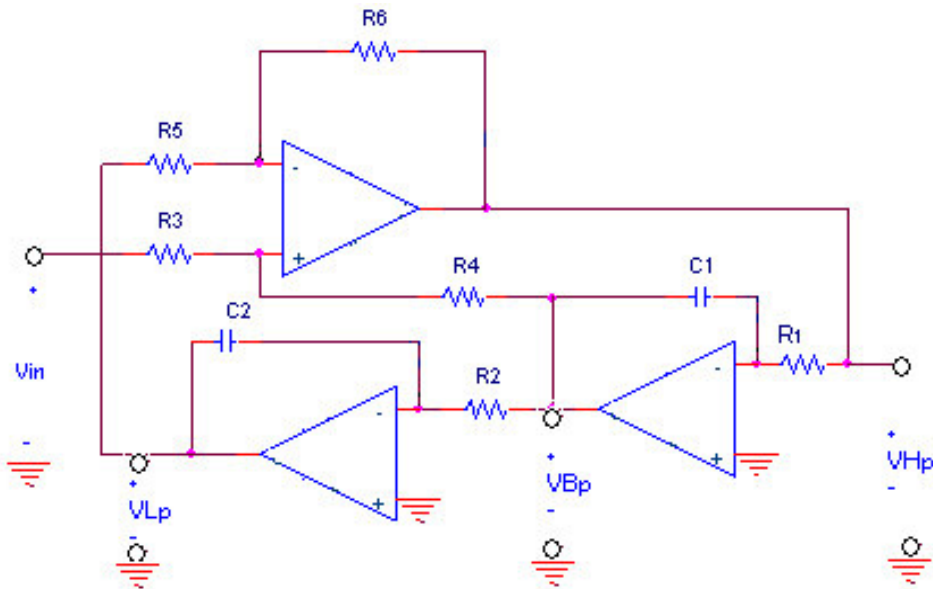 R6
R5
-
R3
+
R4
C1
C2
R1
-
+
Vin
-
R2
-
+
-
+
+
VLp
-
+
VBp
-
+
VHp
-